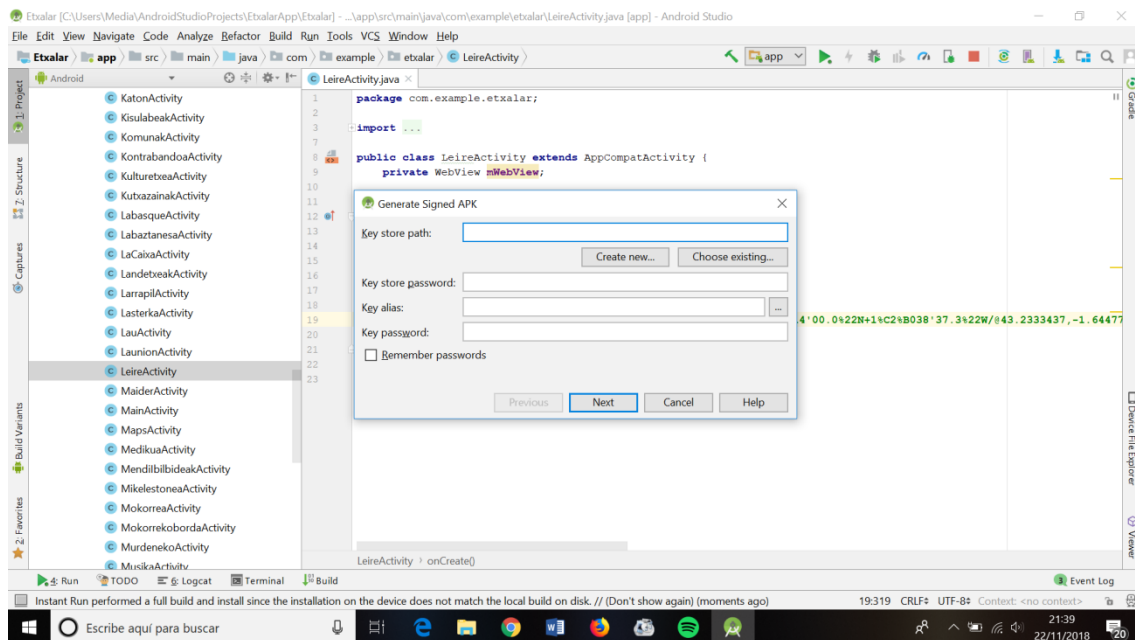 Etxalar [C:\Users\Media\AndroidStudioProjects\EtxalarApp\Etxalar] - ...\app\src\main\java\com\example\etxalar\LeireActivity.java [app] - Android Studio
File Edit View Navigate Code Analyze Refactor Build Run Tools VCS Window Help
Etxalar app src main java com example etxalar LeireActivity
app
Android
LeireActivity.java
1: Project
Z: Structure
Captures
Build Variants
2: Favorites
KatonActivity
KisulabeakActivity
KomunakActivity
KontrabandoaActivity
KulturetxeaActivity
KutxazainakActivity
LabasqueActivity
LabaztanesaActivity
LaCaixaActivity
LandetxeakActivity
LarrapilActivity
LasterkaActivity
LauActivity
LaunionActivity
LeireActivity
MaiderActivity
MainActivity
MapsActivity
MedikuaActivity
MendilbilbideakActivity
MikelestoneaActivity
MokorreaActivity
MokorrekobordaActivity
MurdenekoActivity
MusikaActivity
1 package com.example.etxalar;
2
3 import ...
7
8 public class LeireActivity extends AppCompatActivity {
9 private WebView mWebView;
10
11
12
13
14
15
16
17
18
19 4'00.0%22N+1%C2%B038'37.3%22W/@43.2333437,-1.64477
20
21
22
23
Generate Signed APK
Key store path:
Create new... Choose existing...
Key store password:
Key alias:
...
Key password:
Remember passwords
Previous Next Cancel Help
LeireActivity › onCreate()
Gradle
Device File Explorer
Viewer
4: Run TODO 6: Logcat Terminal Build
3 Event Log
Instant Run performed a full build and install since the installation on the device does not match the local build on disk. // (Don't show again) (moments ago)
19:319 CRLF UTF-8 Context: <no context>
Escribe aquí para buscar
21:39
22/11/2018
20